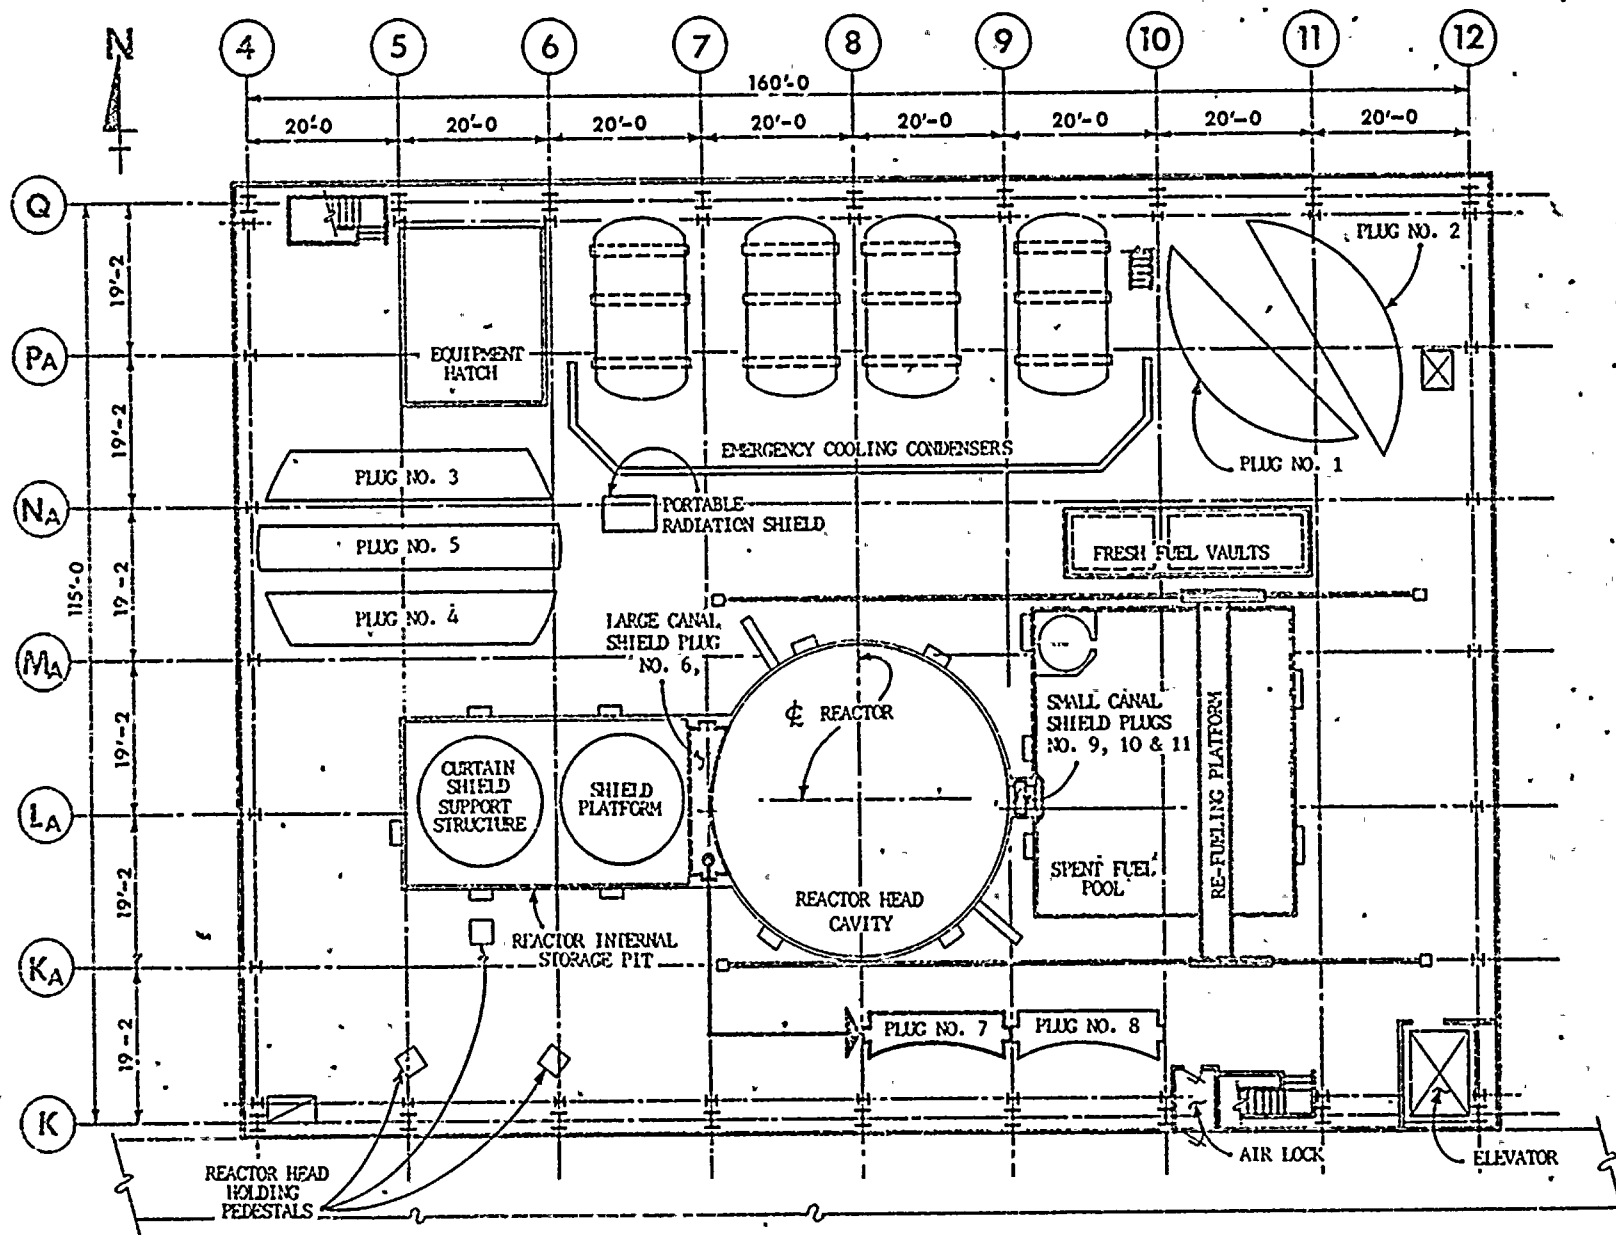 N
4 5 6 7 8 9 10 11 12
160'-0
20'-0 20'-0 20'-0 20'-0 20'-0 20'-0 20'-0 20'-0
Q
PLUG NO. 2
19'-2
PA
EQUIPMENT
HATCH
19'-2
EMERGENCY COOLING CONDENSERS
PLUG NO. 1
PLUG NO. 3
NA
PORTABLE
RADIATION SHIELD
PLUG NO. 5
FRESH FUEL VAULTS
115'-0
19'-2
PLUG NO. 4
LARGE CANAL
SHIELD PLUG
NO. 6,
MA
SMALL CANAL
SHIELD PLUGS
NO. 9, 10 & 11
℄ REACTOR
RE-FUELING PLATFORM
19'-2
CURTAIN
SHIELD
SUPPORT
STRUCTURE
SHIELD
PLATFORM
LA
SPENT FUEL
POOL
19'-2
REACTOR HEAD
CAVITY
REACTOR INTERNAL
STORAGE PIT
KA
PLUG NO. 7
PLUG NO. 8
19'-2
K
AIR LOCK
ELEVATOR
REACTOR HEAD
HOLDING
PEDESTALS